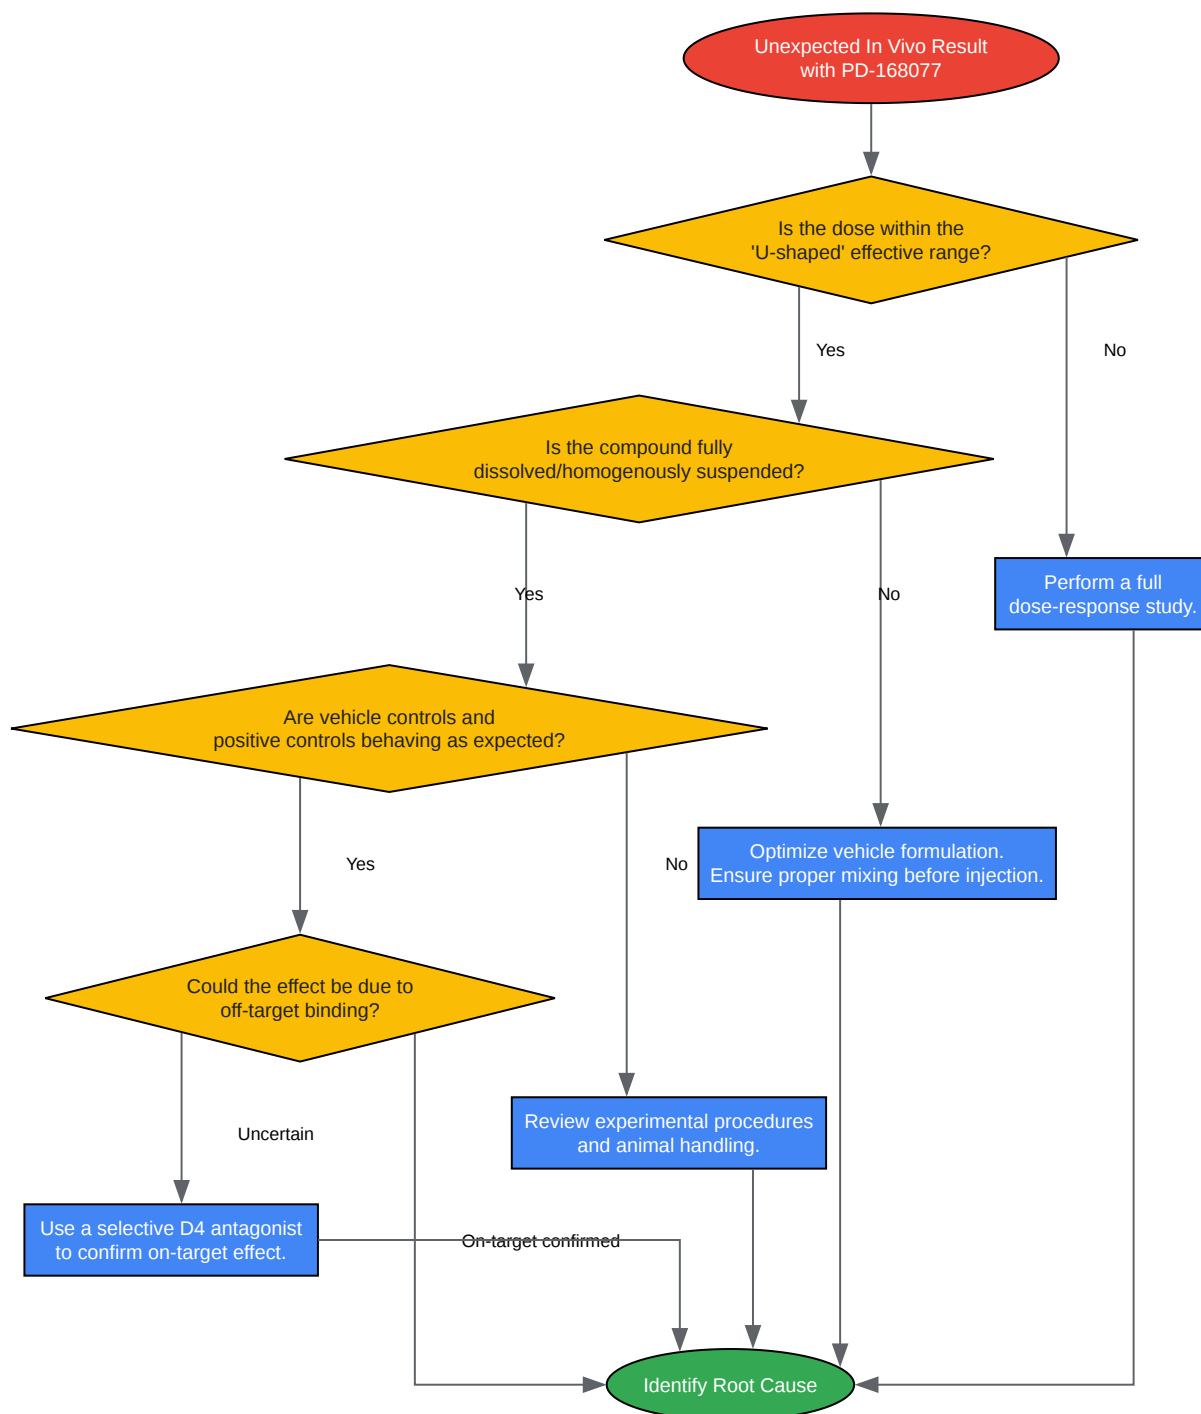 Unexpected In Vivo Result
with PD-168077
Is the dose within the
'U-shaped' effective range?
Yes
No
Is the compound fully
dissolved/homogenously suspended?
Yes
No
Perform a full
dose-response study.
Are vehicle controls and
positive controls behaving as expected?
Yes
No
Optimize vehicle formulation.
Ensure proper mixing before injection.
Could the effect be due to
off-target binding?
Uncertain
Review experimental procedures
and animal handling.
Use a selective D4 antagonist
to confirm on-target effect.
On-target confirmed
Identify Root Cause